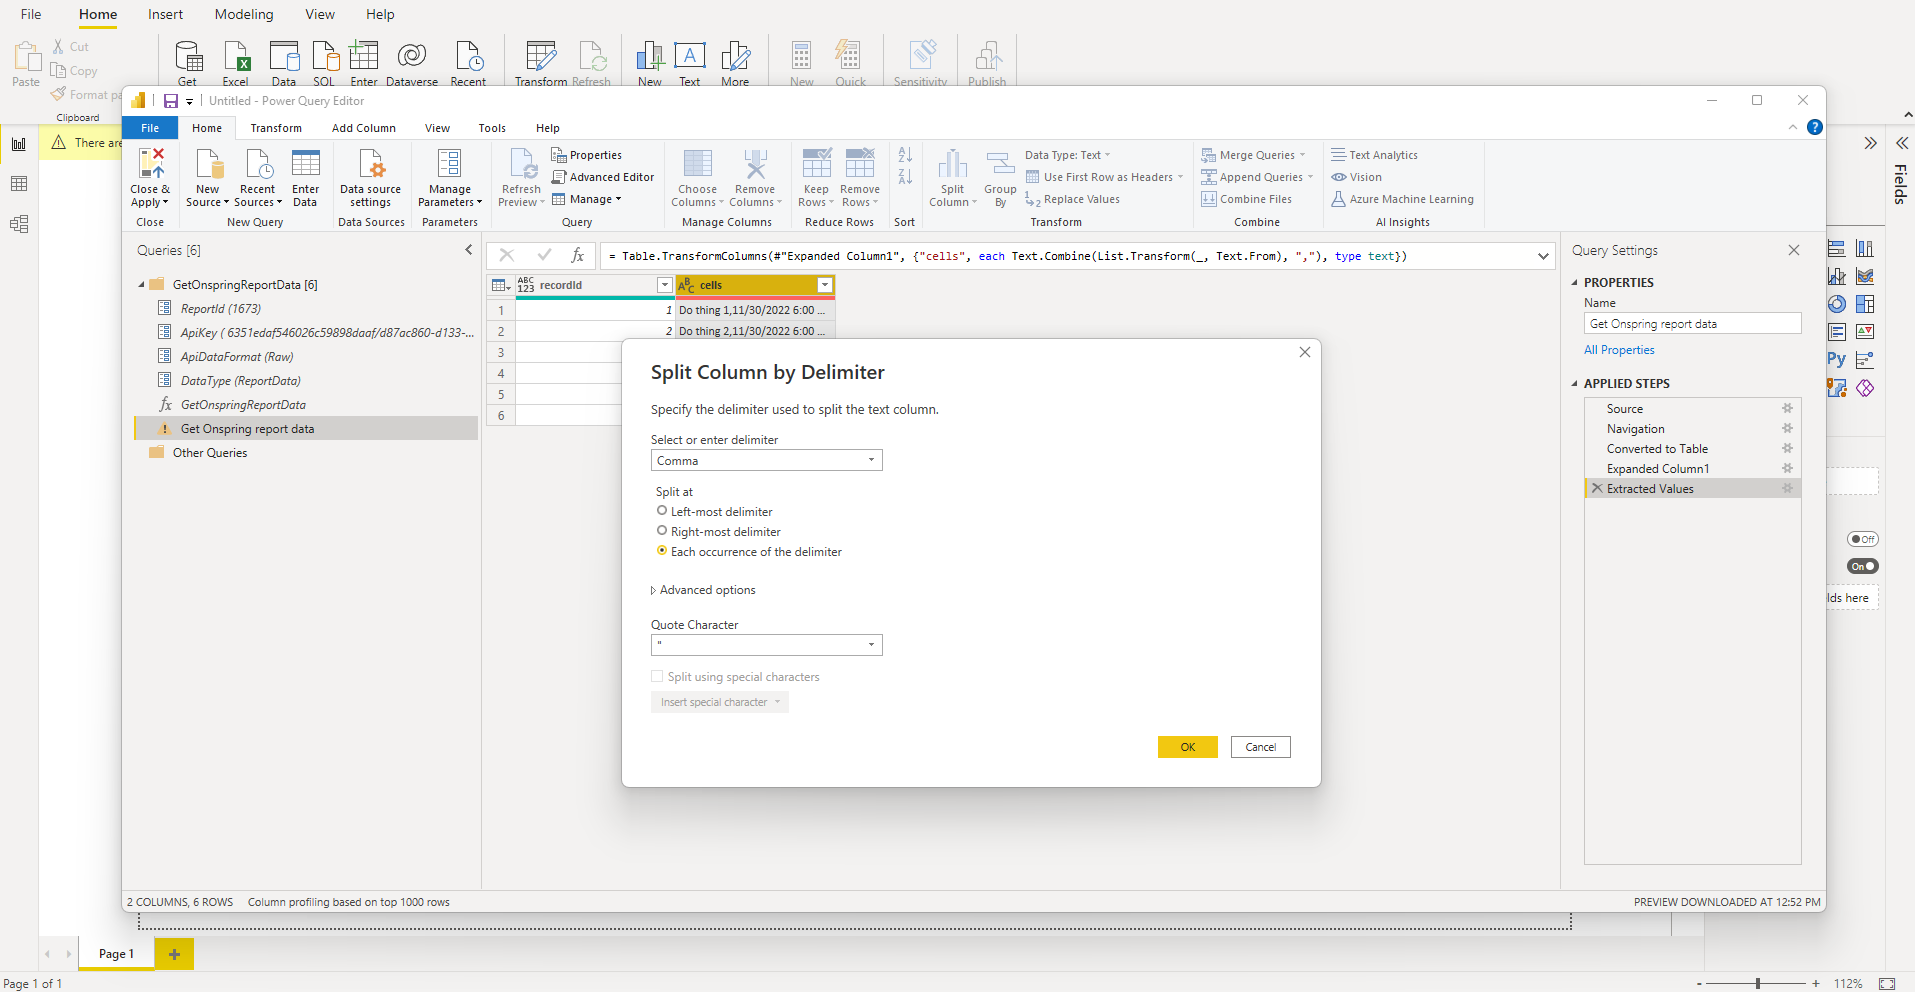 File Home Insert Modeling View Help
Cut
Copy
Format pa
Paste
Clipboard
Get Excel Data SQL Enter Dataverse Recent Transform Refresh New Text More New Quick Sensitivity Publish
There are
Untitled - Power Query Editor
File Home Transform Add Column View Tools Help
Close & Apply
Close
New Source
Recent Sources
Enter Data
New Query
Data source settings
Data Sources
Manage Parameters
Parameters
Refresh Preview
Properties
Advanced Editor
Manage
Query
Choose Columns
Remove Columns
Manage Columns
Keep Rows
Remove Rows
Reduce Rows
Sort
Split Column
Group By
Data Type: Text
Use First Row as Headers
Replace Values
Transform
Merge Queries
Append Queries
Combine Files
Combine
Text Analytics
Vision
Azure Machine Learning
AI Insights
Fields
Queries [6]
GetOnspringReportData [6]
ReportId (1673)
ApiKey ( 6351edaf546026c59898daaf/d87ac860-d133-...
ApiDataFormat (Raw)
DataType (ReportData)
fx GetOnspringReportData
Get Onspring report data
Other Queries
fx = Table.TransformColumns(#"Expanded Column1", {"cells", each Text.Combine(List.Transform(_, Text.From), ","), type text})
ABC 123 recordId ABC cells
1 1 Do thing 1,11/30/2022 6:00 ...
2 2 Do thing 2,11/30/2022 6:00 ...
3
4
5
6
Split Column by Delimiter
Specify the delimiter used to split the text column.
Select or enter delimiter
Comma
Split at
Left-most delimiter
Right-most delimiter
Each occurrence of the delimiter
Advanced options
Quote Character
"
Split using special characters
Insert special character
OK Cancel
Query Settings
PROPERTIES
Name
Get Onspring report data
All Properties
APPLIED STEPS
Source
Navigation
Converted to Table
Expanded Column1
Extracted Values
Py
Off
On
lds here
2 COLUMNS, 6 ROWS Column profiling based on top 1000 rows PREVIEW DOWNLOADED AT 12:52 PM
Page 1 +
Page 1 of 1 - + 112%